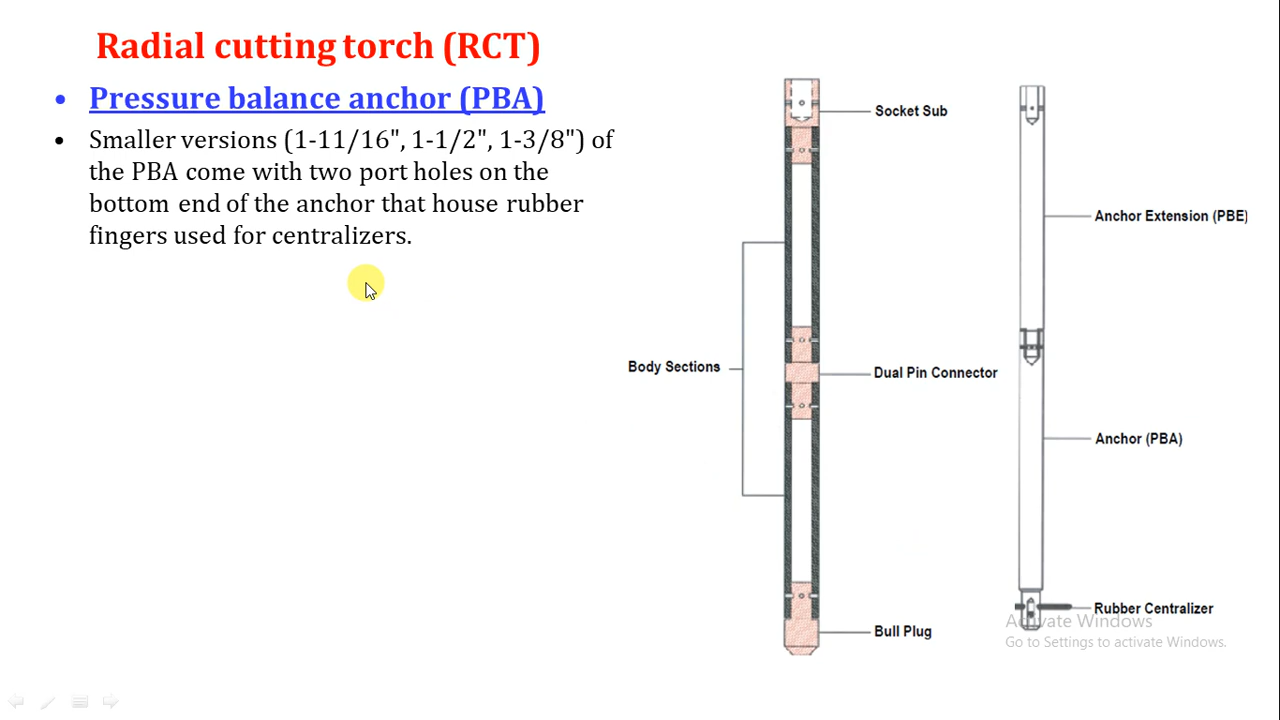 Radial cutting torch (RCT)
• Pressure balance anchor (PBA)
• Smaller versions (1-11/16", 1-1/2", 1-3/8") of
the PBA come with two port holes on the
bottom end of the anchor that house rubber
fingers used for centralizers.
Socket Sub
Body Sections
Dual Pin Connector
Bull Plug
Anchor Extension (PBE)
Anchor (PBA)
Rubber Centralizer
Activate Windows
Go to Settings to activate Windows.